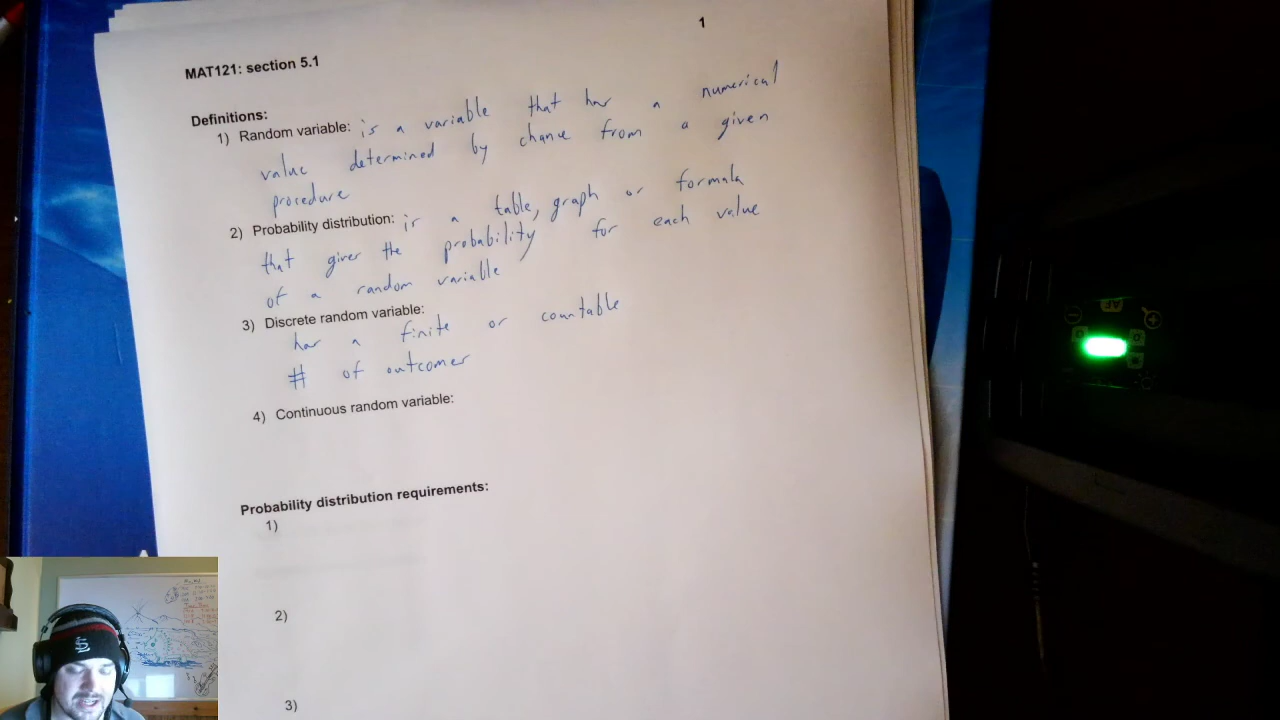 1
MAT121: section 5.1
Definitions:
1) Random variable: is a variable that has a numerical
value determined by chance from a given
procedure
2) Probability distribution: is a table, graph or formala
that gives the probability for each value
of a random variable
3) Discrete random variable:
has a finite or countable
# of outcomes
4) Continuous random variable:
Probability distribution requirements:
1)
2)
3)
AF